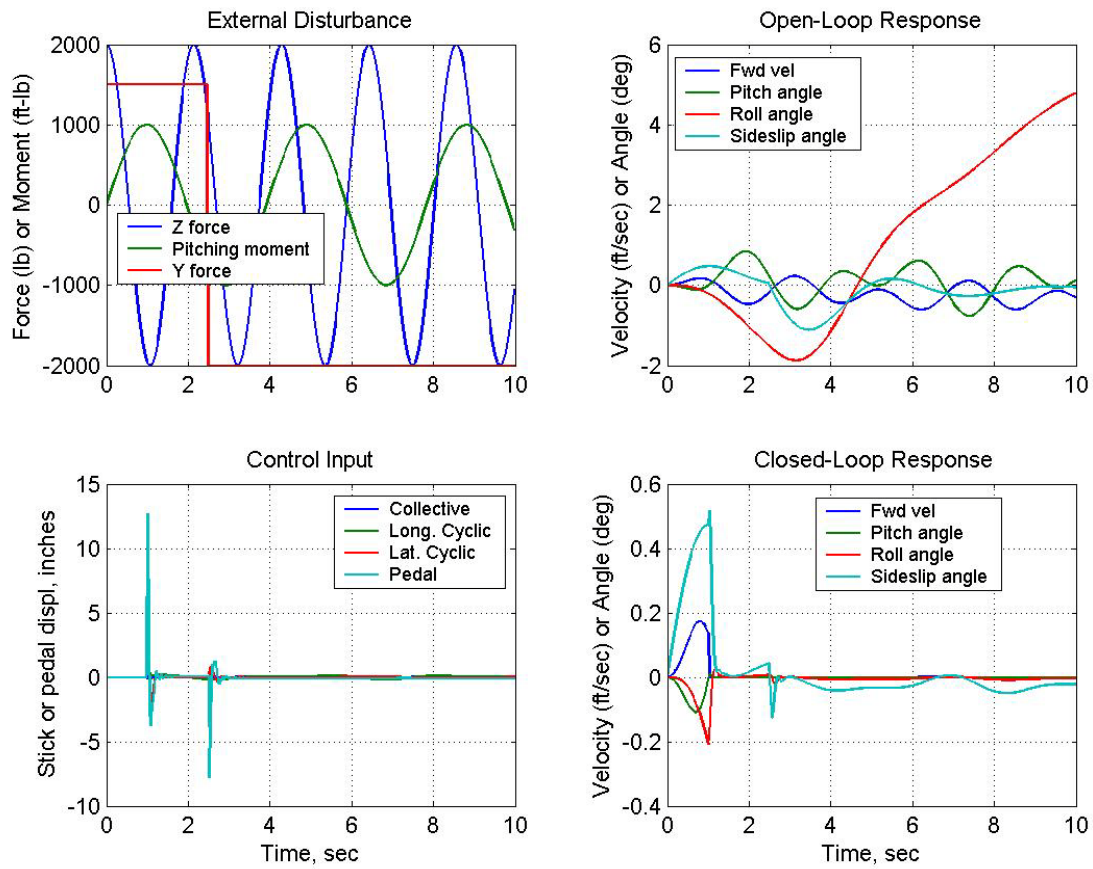 External Disturbance
Force (lb) or Moment (ft-lb)
2000
1000
0
-1000
-2000
Z force
Pitching moment
Y force
0 2 4 6 8 10
Open-Loop Response
Velocity (ft/sec) or Angle (deg)
6
4
2
0
-2
Fwd vel
Pitch angle
Roll angle
Sideslip angle
0 2 4 6 8 10
Control Input
Stick or pedal displ, inches
15
10
5
0
-5
-10
Collective
Long. Cyclic
Lat. Cyclic
Pedal
0 2 4 6 8 10
Time, sec
Closed-Loop Response
Velocity (ft/sec) or Angle (deg)
0.6
0.4
0.2
0
-0.2
-0.4
Fwd vel
Pitch angle
Roll angle
Sideslip angle
0 2 4 6 8 10
Time, sec